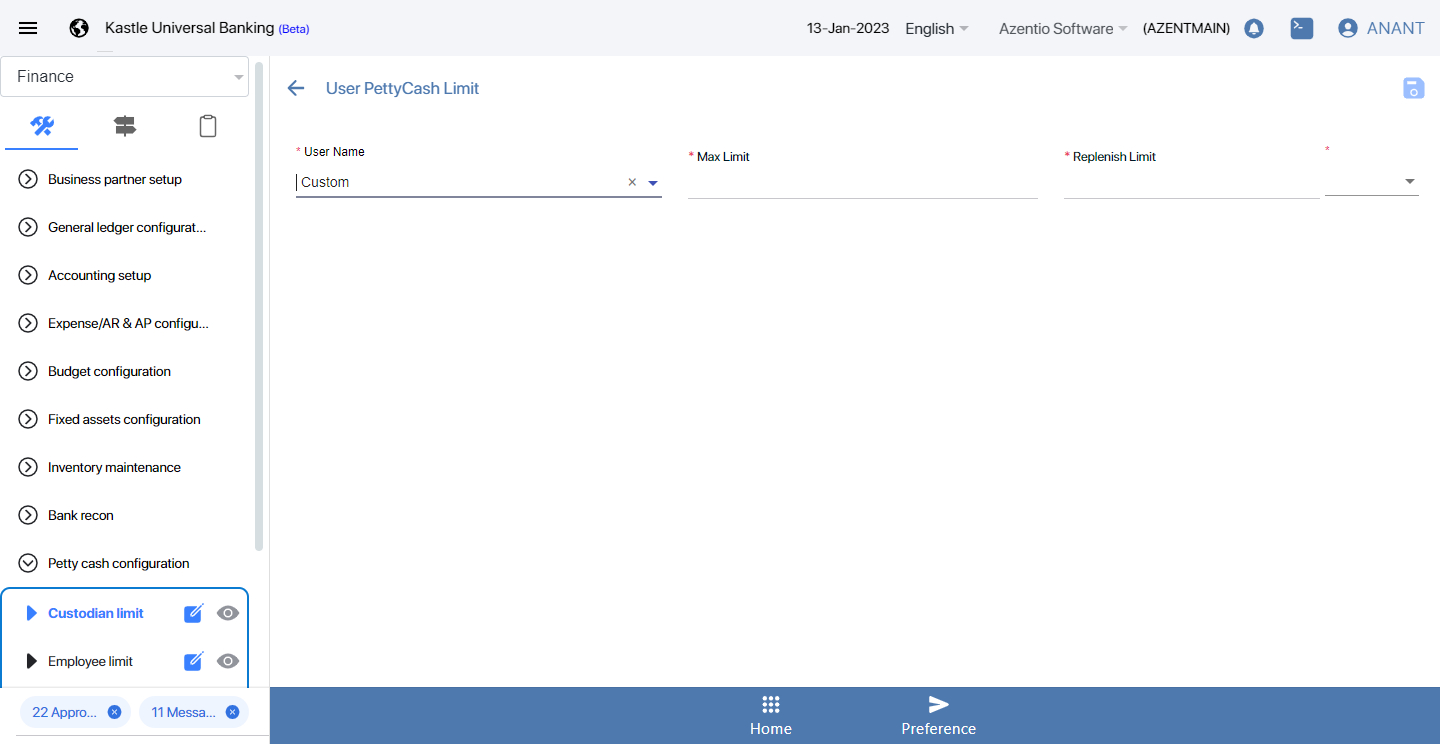 Kastle Universal Banking (Beta)
13-Jan-2023
English
Azentio Software
(AZENTMAIN)
ANANT
Finance
User PettyCash Limit
* User Name
Custom
* Max Limit
* Replenish Limit
*
Business partner setup
General ledger configurat...
Accounting setup
Expense/AR & AP configu...
Budget configuration
Fixed assets configuration
Inventory maintenance
Bank recon
Petty cash configuration
Custodian limit
Employee limit
22 Appro...
11 Messa...
Home
Preference